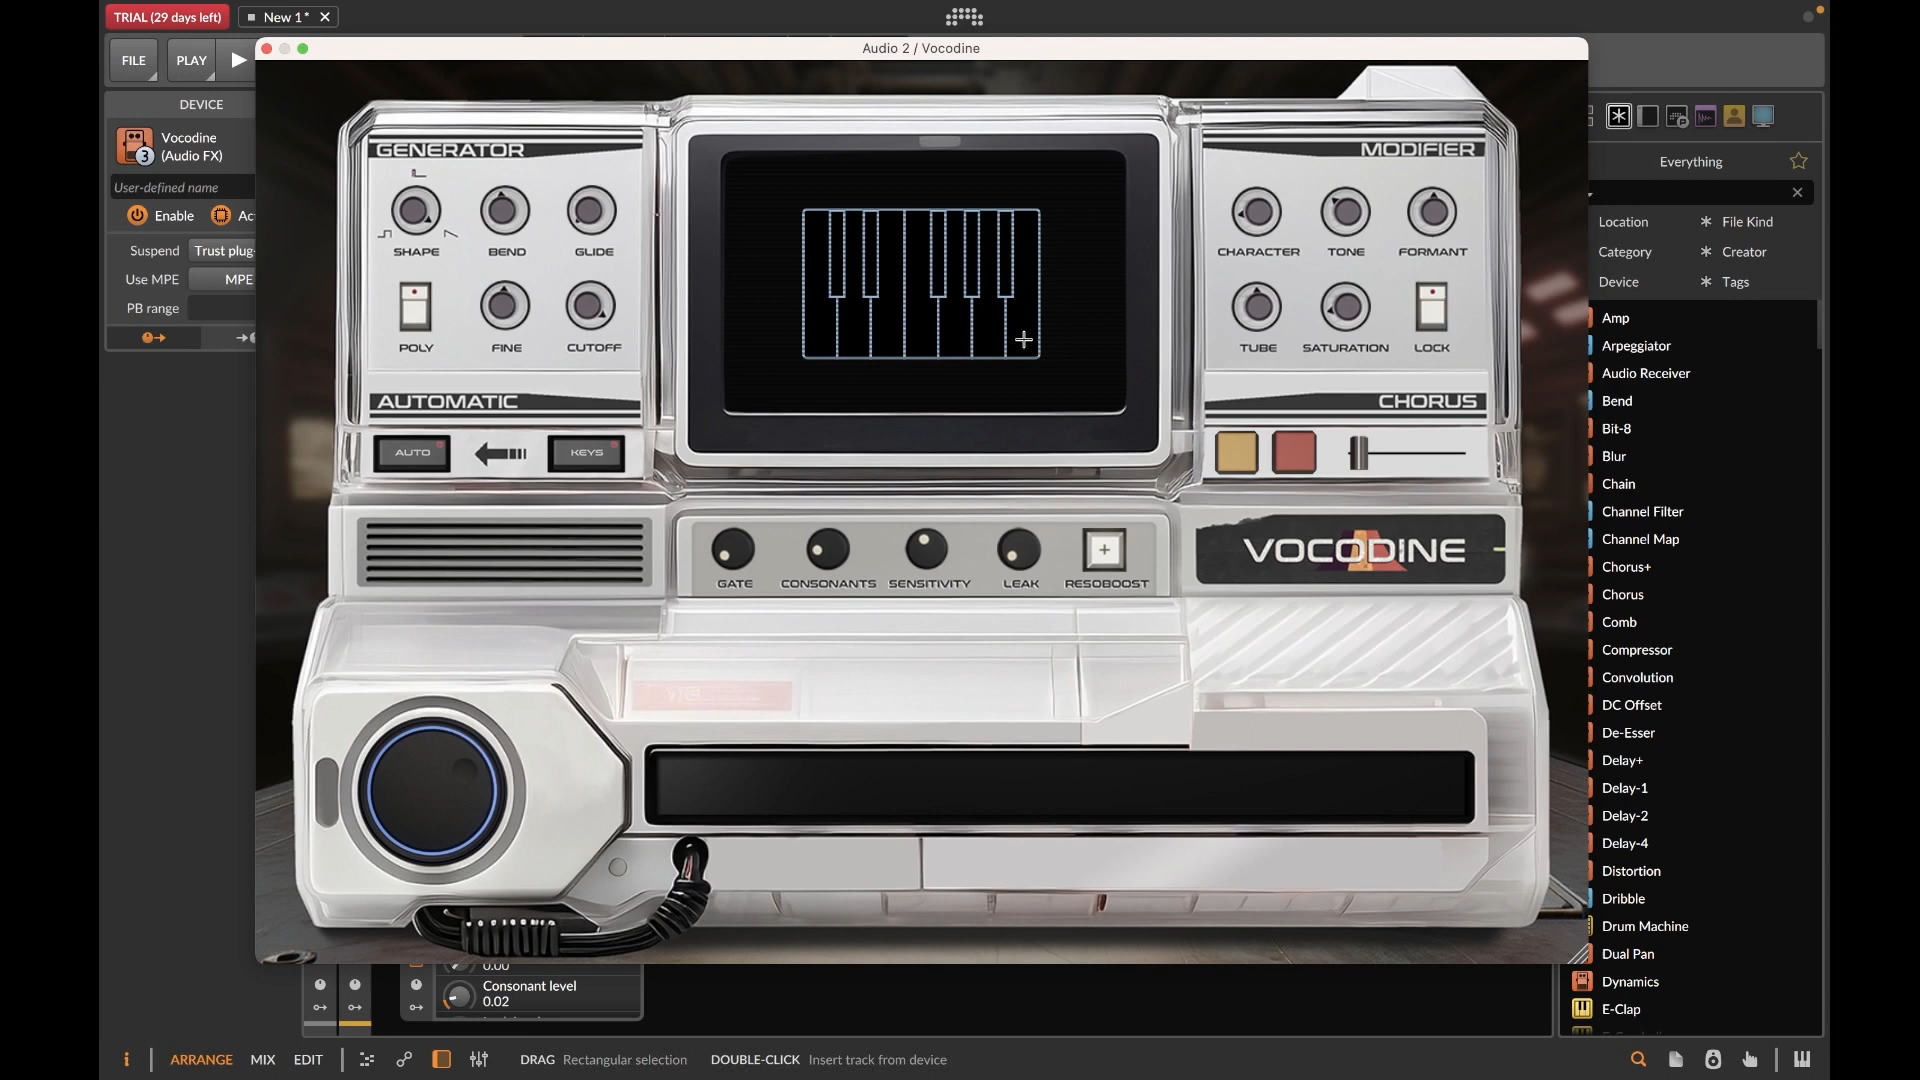 TRIAL (29 days left)
New 1 *
FILE
PLAY
Audio 2 / Vocodine
DEVICE
Vocodine
(Audio FX)
3
User-defined name
Enable
Suspend
Trust plug-
Use MPE
MPE
PB range
GENERATOR
SHAPE
BEND
GLIDE
POLY
FINE
CUTOFF
AUTOMATIC
AUTO
KEYS
MODIFIER
CHARACTER
TONE
FORMANT
TUBE
SATURATION
LOCK
CHORUS
GATE
CONSONANTS
SENSITIVITY
LEAK
RESOBOOST
VOCODINE
Everything
Location
* File Kind
Category
* Creator
Device
* Tags
Amp
Arpeggiator
Audio Receiver
Bend
Bit-8
Blur
Chain
Channel Filter
Channel Map
Chorus+
Chorus
Comb
Compressor
Convolution
DC Offset
De-Esser
Delay+
Delay-1
Delay-2
Delay-4
Distortion
Dribble
Drum Machine
Dual Pan
Dynamics
E-Clap
0.00
Consonant level
0.02
i
ARRANGE
MIX
EDIT
DRAG Rectangular selection
DOUBLE-CLICK Insert track from device